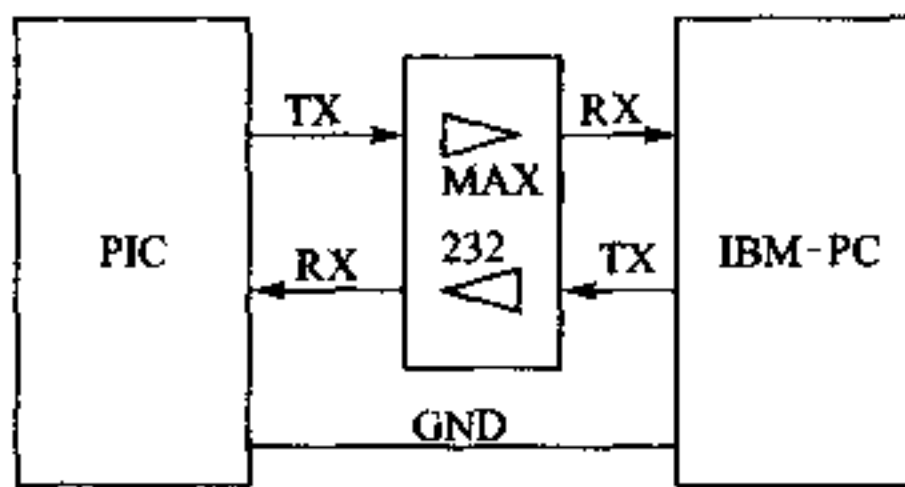 TX
RX
MAX
PIC
RX
232
TX
IBM-PC
GND